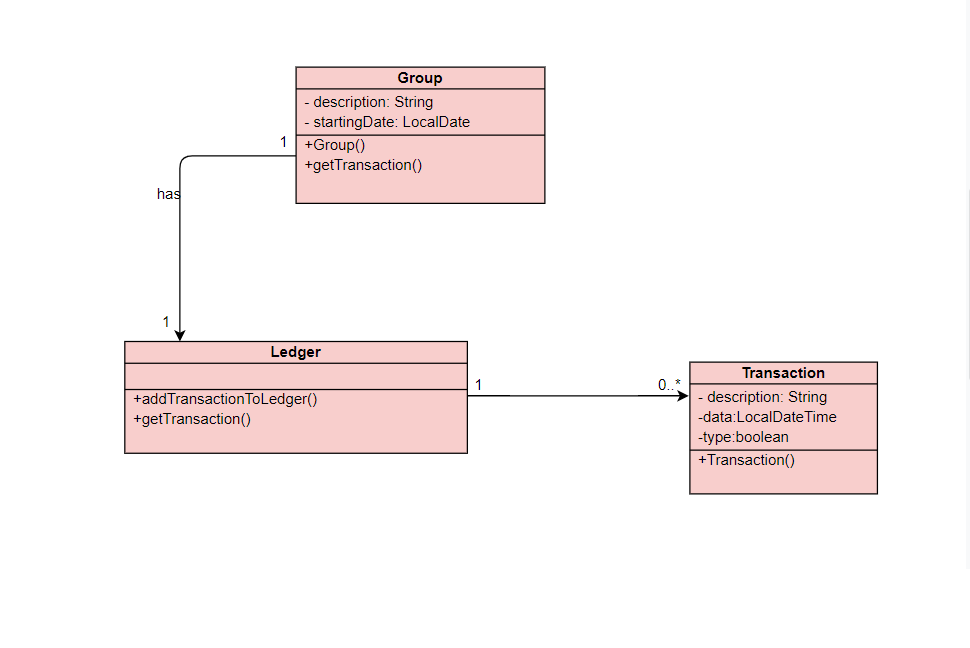 Group
- description: String
- startingDate: LocalDate
+Group()
+getTransaction()
1
has
1
Ledger
+addTransactionToLedger()
+getTransaction()
1
0..*
Transaction
- description: String
-data:LocalDateTime
-type:boolean
+Transaction()